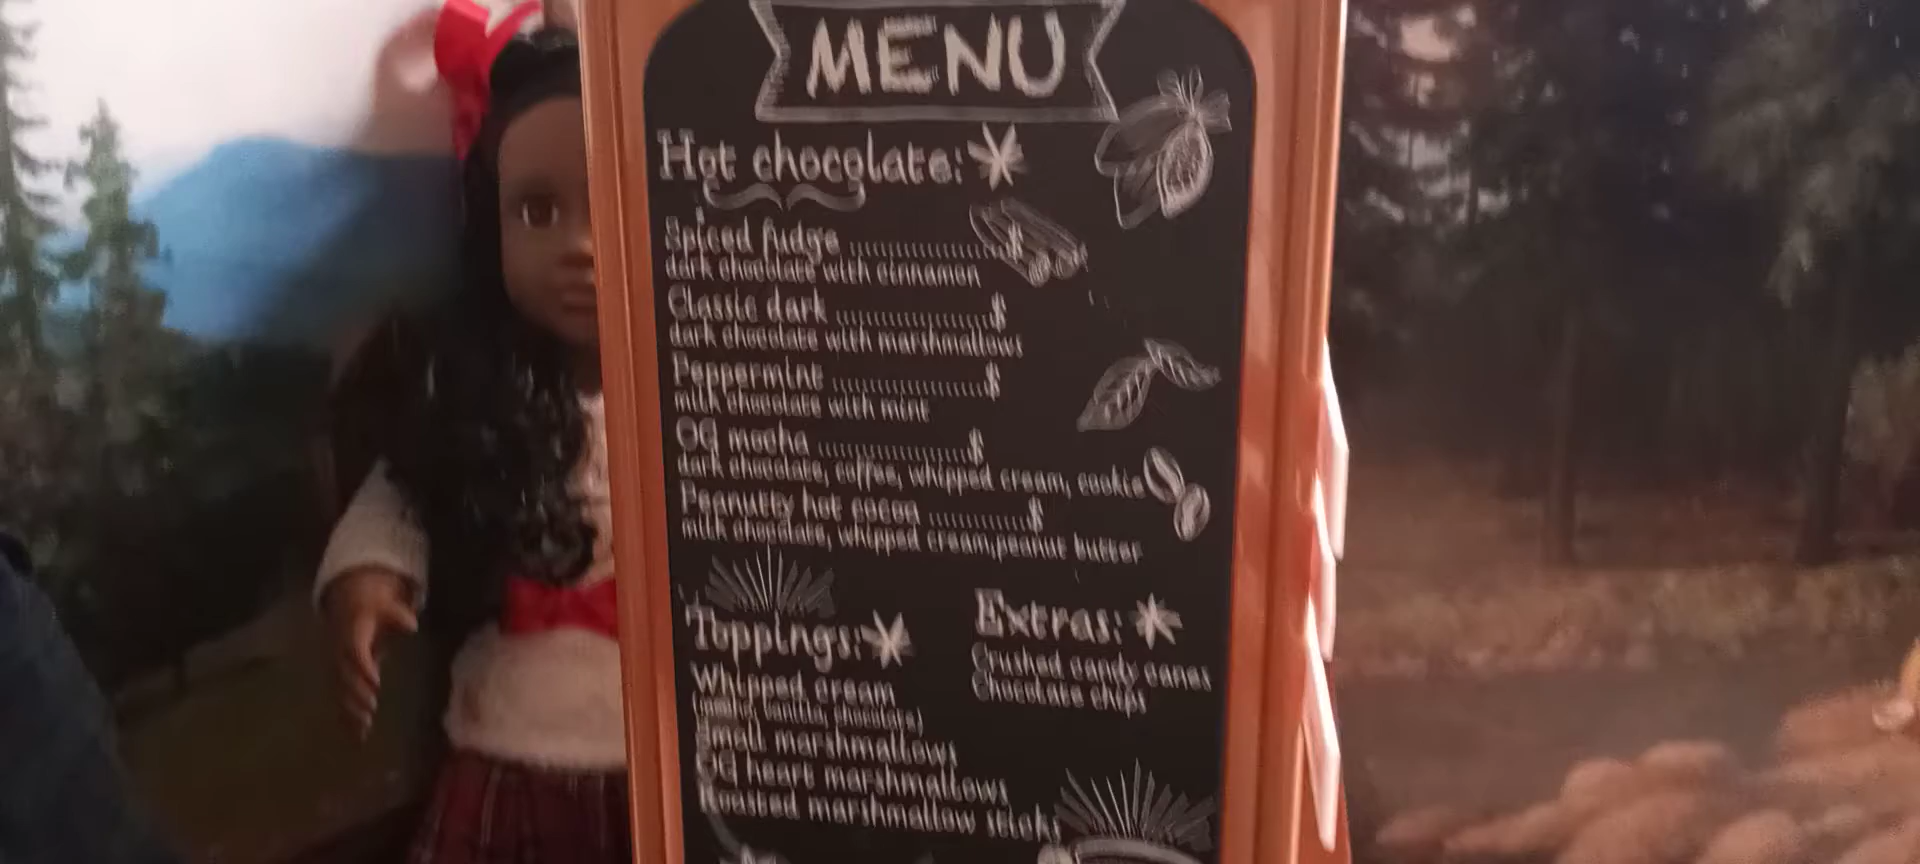 MENU
Hot chocolate:
Spiced fudge ....................$
dark chocolate with cinnamon
Classic dark ....................$
dark chocolate with marshmallows
Peppermint ....................$
milk chocolate with mint
OG mocha ....................$
dark chocolate, coffee, whipped cream, cookie
Peanutty hot cocoa ..............$
milk chocolate, whipped cream, peanut butter
Toppings:
Whipped cream
vanilla, chocolate)
Small marshmallows
OG heart marshmallows
Roasted marshmallow sticks
Extras:
Crushed candy canes
Chocolate chips